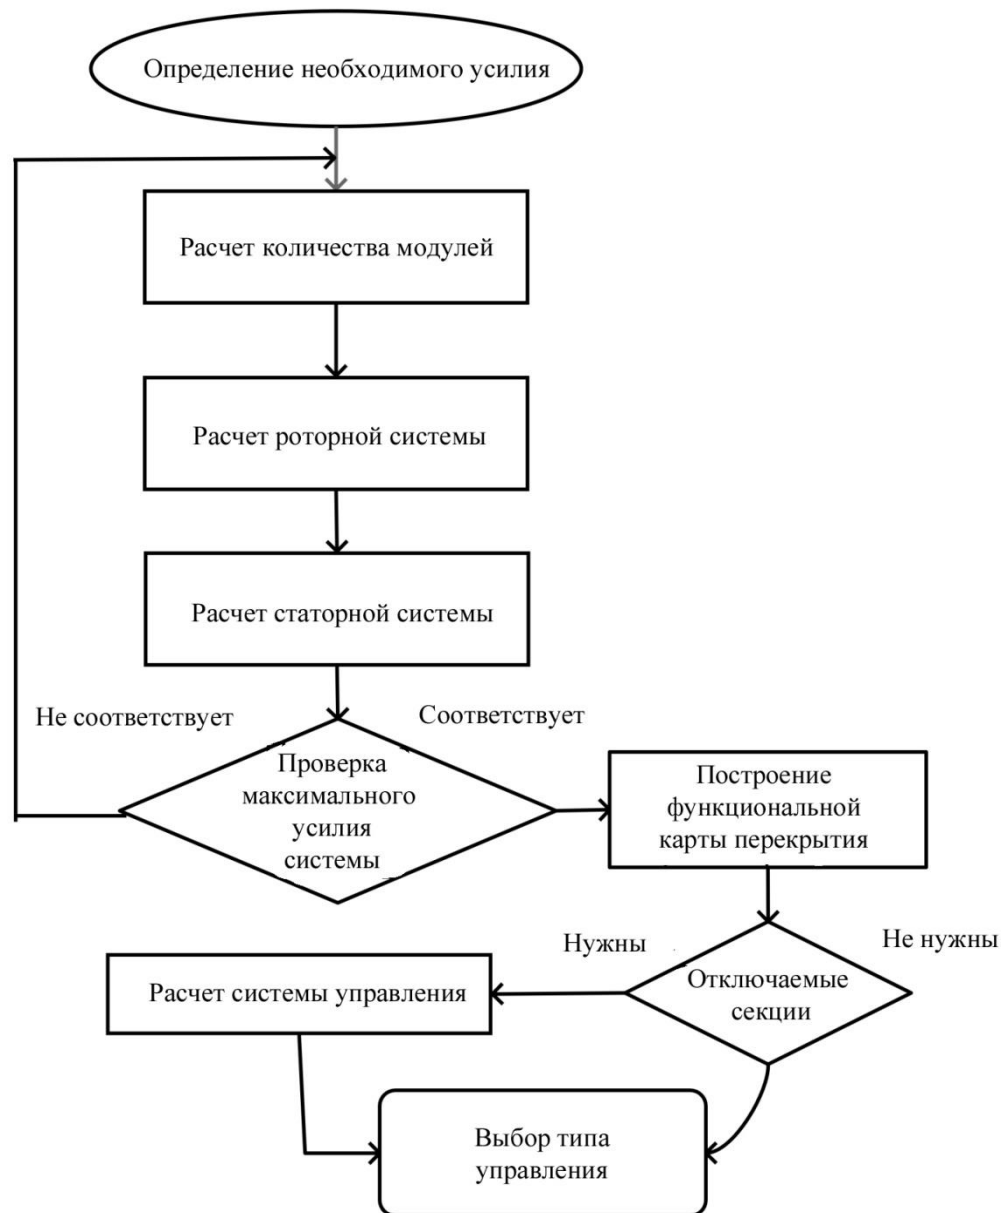 Определение необходимого усилия
Расчет количества модулей
Расчет роторной системы
Расчет статорной системы
Не соответствует
Соответствует
Проверка
максимального
усилия
системы
Построение
функциональной
карты перекрытия
Нужны
Не нужны
Отключаемые
секции
Расчет системы управления
Выбор типа
управления